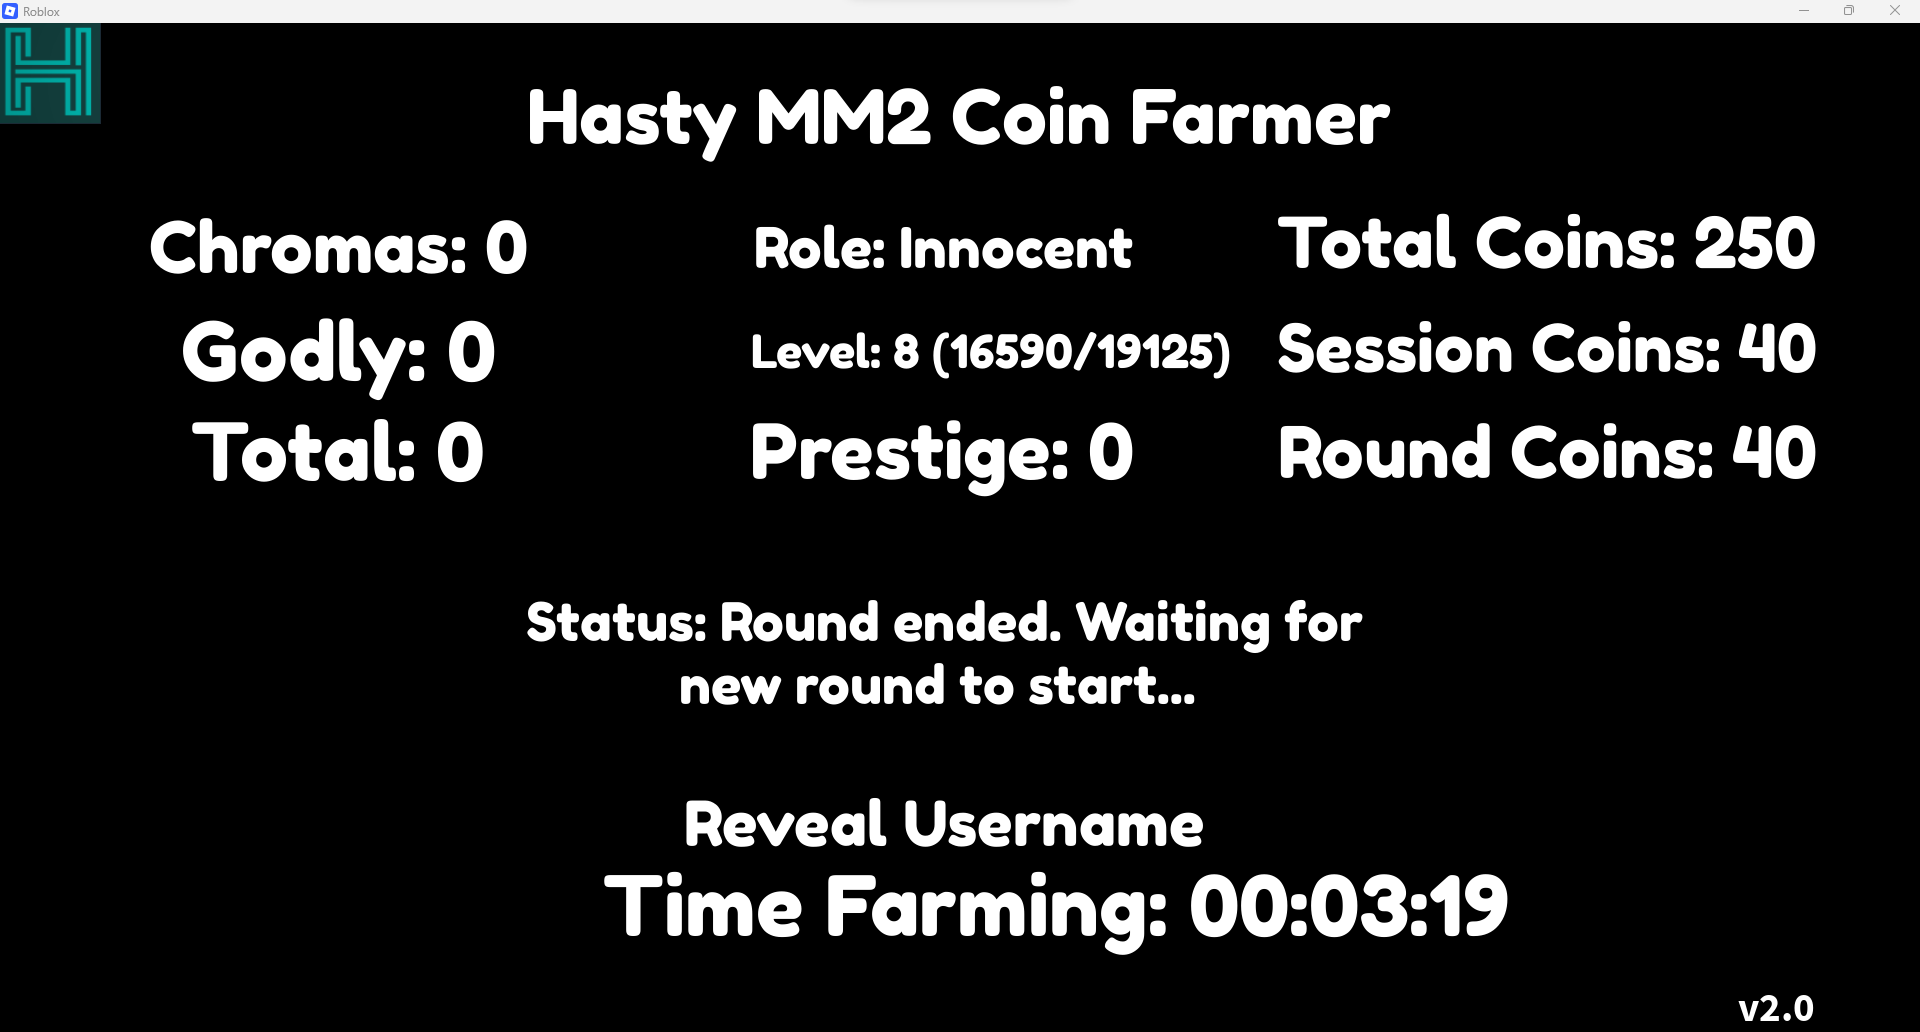 Roblox
Hasty MM2 Coin Farmer
Chromas: 0
Role: Innocent
Total Coins: 250
Godly: 0
Level: 8 (16590/19125)
Session Coins: 40
Total: 0
Prestige: 0
Round Coins: 40
Status: Round ended. Waiting for
new round to start...
Reveal Username
Time Farming: 00:03:19
v2.0